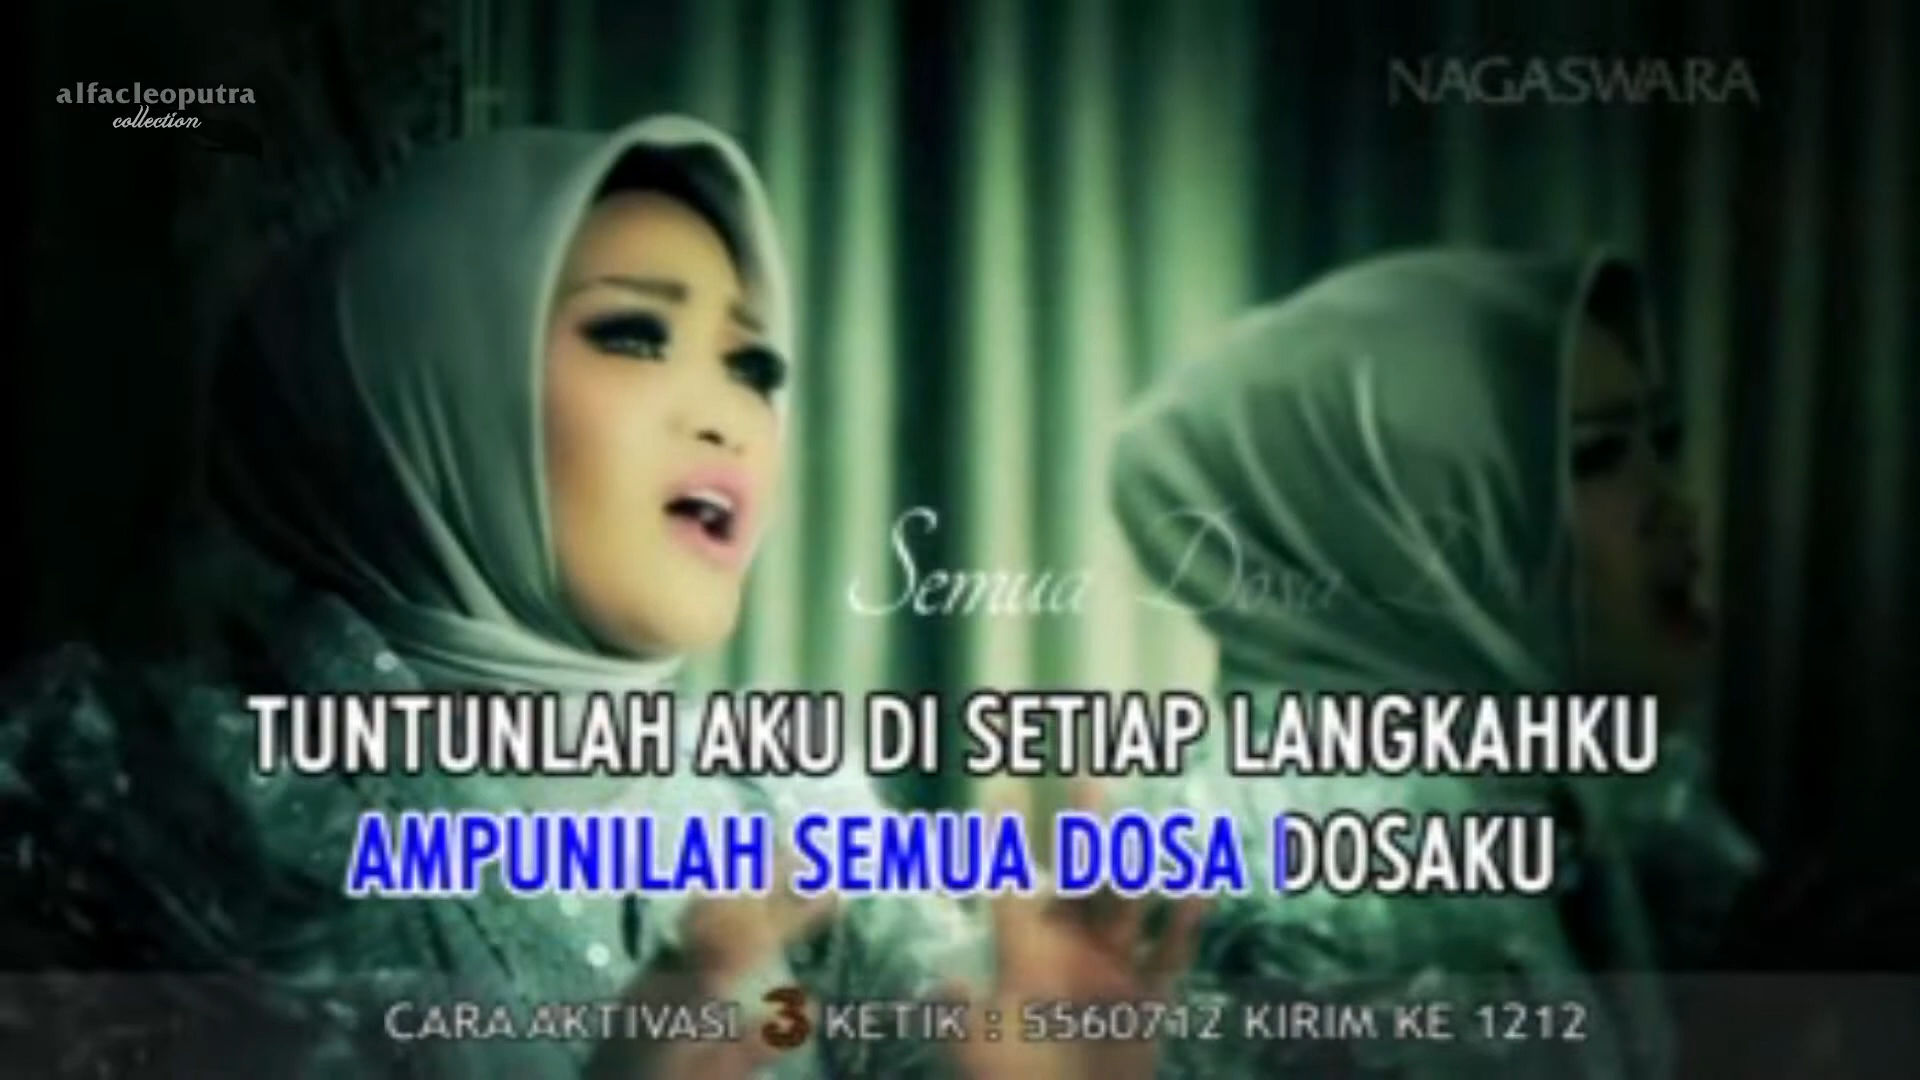 alfacleoputra
collection
NAGASWARA
Semua Dosa
TUNTUNLAH AKU DI SETIAP LANGKAHKU
AMPUNILAH SEMUA DOSA DOSAKU
CARA AKTIVASI 3 KETIK : 5560712 KIRIM KE 1212